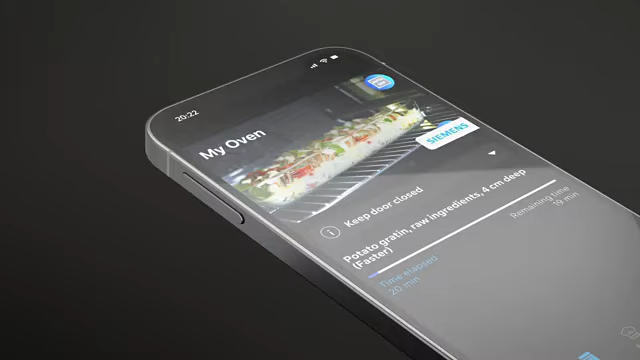 20:22
My Oven
SIEMENS
Keep door closed
Potato gratin, raw ingredients, 4 cm deep
(Faster)
Time elapsed
20 min
Remaining time
19 min